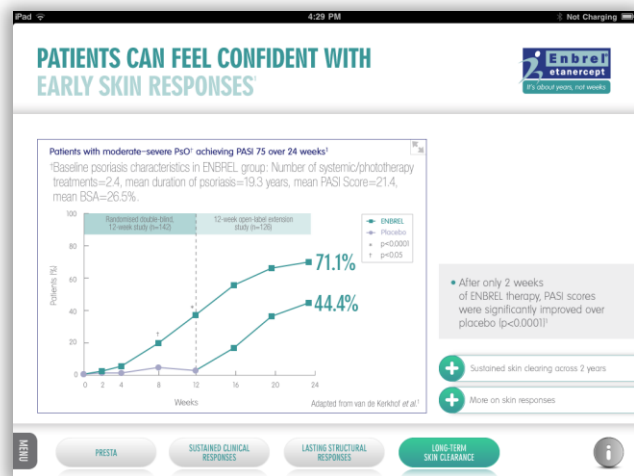 iPad
4:29 PM
Not Charging
PATIENTS CAN FEEL CONFIDENT WITH
EARLY SKIN RESPONSES¹
Enbrel®
etanercept
It's about years, not weeks
Patients with moderate–severe PsO† achieving PASI 75 over 24 weeks¹
†Baseline psoriasis characteristics in ENBREL group: Number of systemic/phototherapy
treatments=2.4, mean duration of psoriasis=19.3 years, mean PASI Score=21.4,
mean BSA=26.5%.
Randomised double-blind,
12-week study (n=142)
12-week open-label extension
study (n=126)
ENBREL
Placebo
* p<0.0001
† p<0.05
100
80
60
40
20
0
Patients (%)
†
*
71.1%
44.4%
0 2 4 8 12 16 20 24
Weeks
Adapted from van de Kerkhof et al.¹
• After only 2 weeks
of ENBREL therapy, PASI scores
were significantly improved over
placebo (p<0.0001)¹
+ Sustained skin clearing across 2 years
+ More on skin responses
MENU
PRESTA
SUSTAINED CLINICAL
RESPONSES
LASTING STRUCTURAL
RESPONSES
LONG-TERM
SKIN CLEARANCE
i